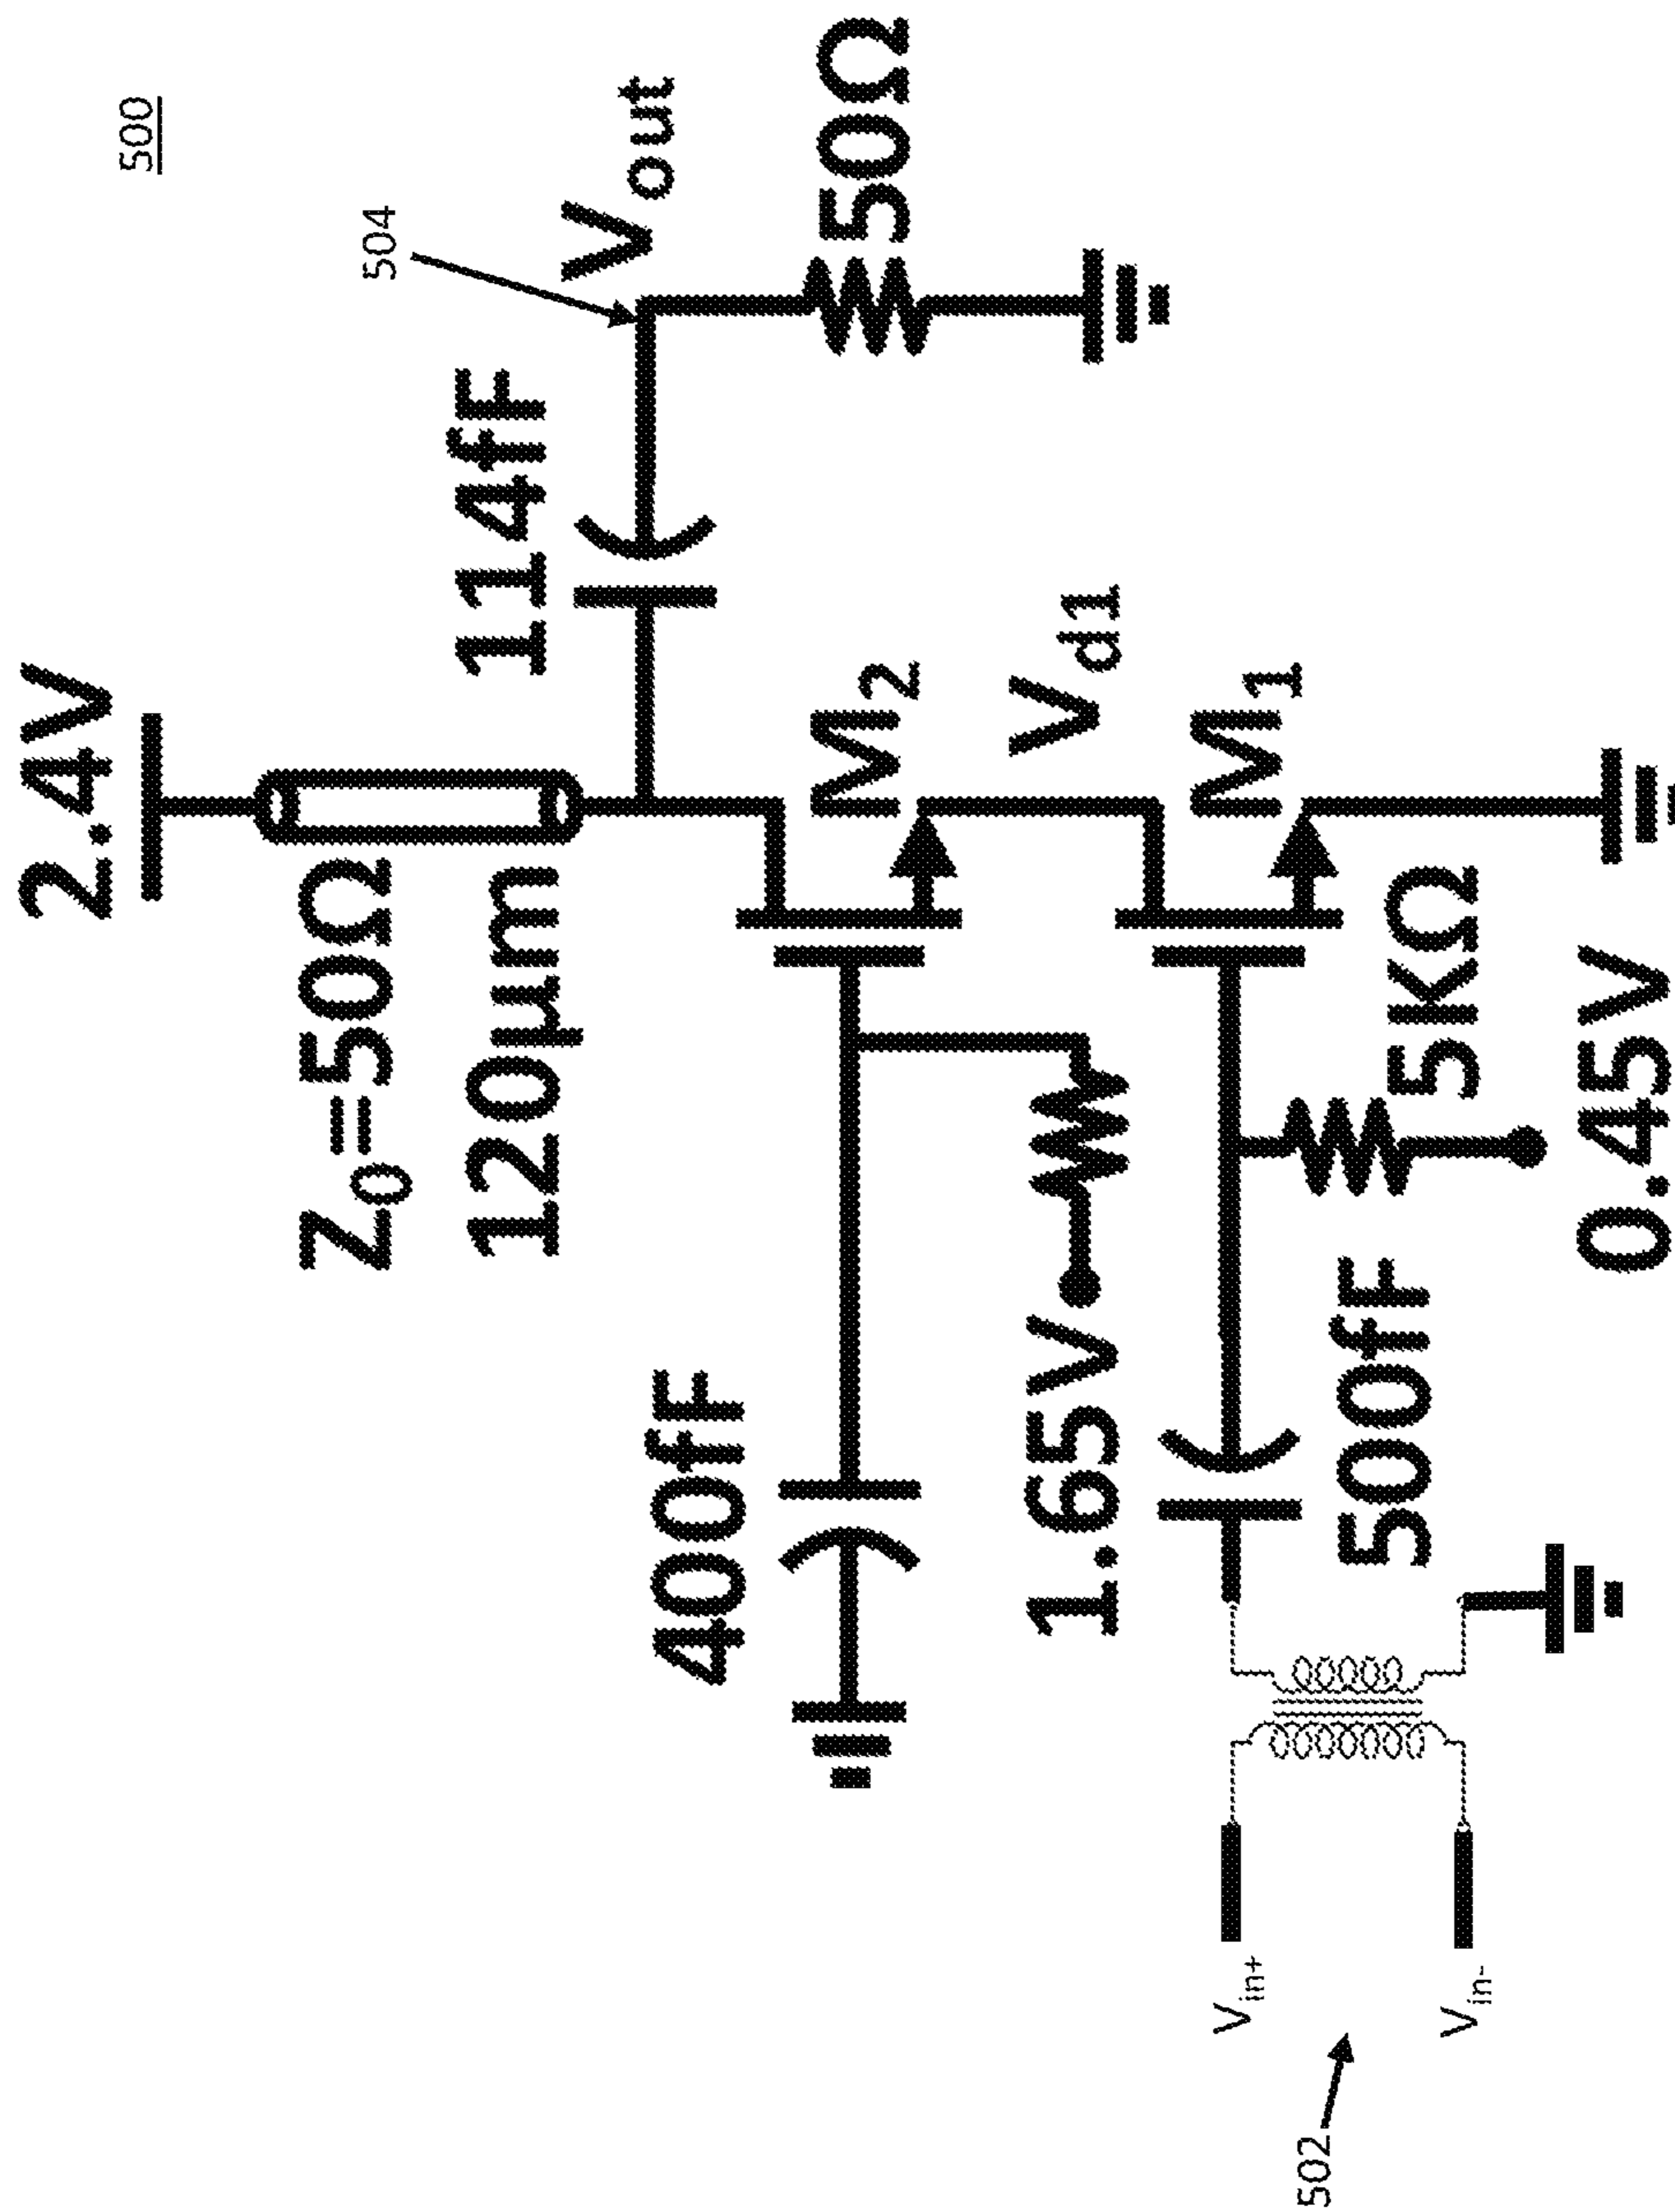 500
2.4V
Z0=50Ω
120μm
504
114fF
Vout
50Ω
400fF
M2
1.65V
Vd1
M1
500fF
5KΩ
0.45V
Vin+
Vin-
502